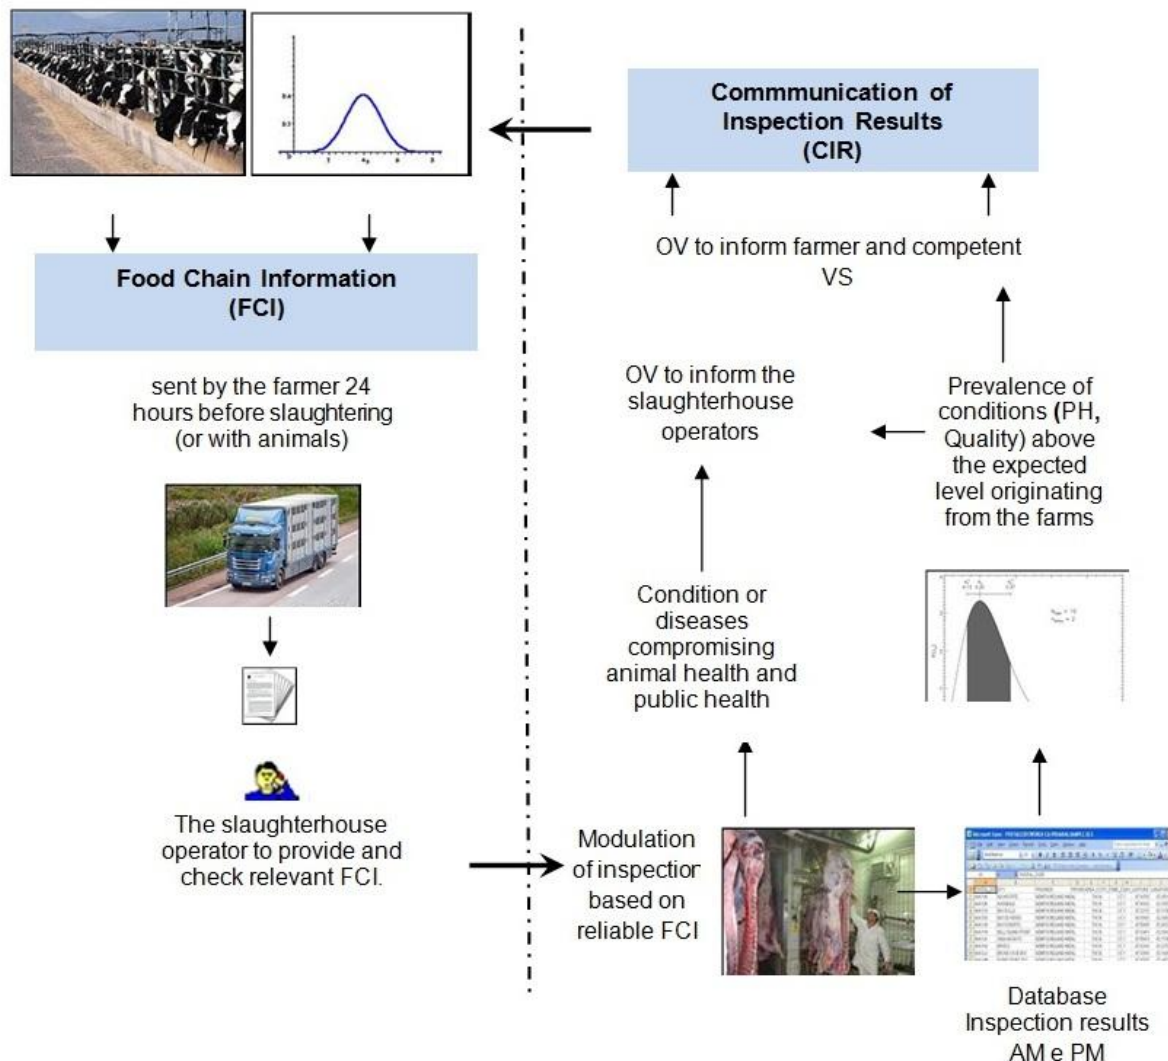 Commmunication of
Inspection Results
(CIR)
Food Chain Information
(FCI)
OV to inform farmer and competent
VS
sent by the farmer 24
hours before slaughtering
(or with animals)
OV to inform the
slaughterhouse
operators
Prevalence of
conditions (PH,
Quality) above
the expected
level originating
from the farms
Condition or
diseases
compromising
animal health and
public health
The slaughterhouse
operator to provide and
check relevant FCI.
Modulation
of inspection
based on
reliable FCI
Database
Inspection results
AM e PM